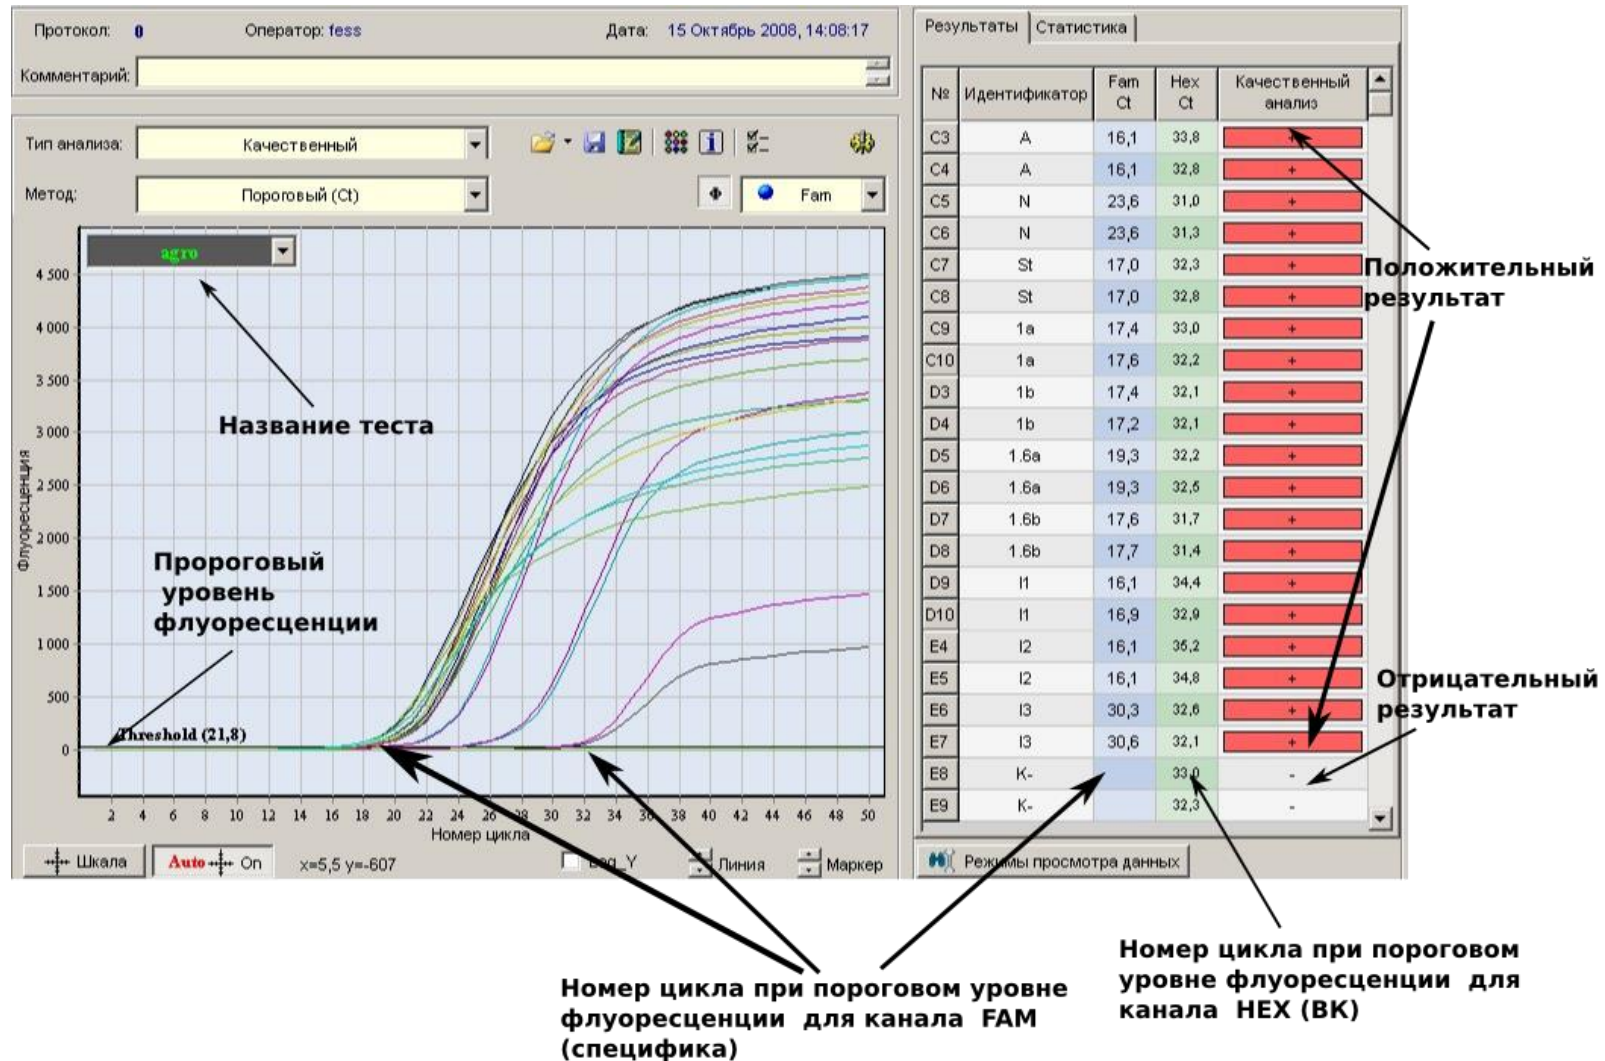 Протокол: 0 Оператор: fess Дата: 15 Октябрь 2008, 14:08:17
Комментарий:
Тип анализа: Качественный
Метод: Пороговый (Ct) Ф Fam
agro
Название теста
Флуоресценция
4 500
4 000
3 500
3 000
2 500
2 000
1 500
1 000
500
0
Пророговый
уровень
флуоресценции
Threshold (21,8)
2 4 6 8 10 12 14 16 18 20 22 24 26 28 30 32 34 36 38 40 42 44 46 48 50
Номер цикла
Шкала Auto On x=5,5 y=-607 Log_Y Линия Маркер
Результаты Статистика
№ Идентификатор Fam Ct Hex Ct Качественный анализ
C3 A 16,1 33,8 +
C4 A 16,1 32,8 +
C5 N 23,6 31,0 +
C6 N 23,6 31,3 +
C7 St 17,0 32,3 +
C8 St 17,0 32,8 +
C9 1a 17,4 33,0 +
C10 1a 17,6 32,2 +
D3 1b 17,4 32,1 +
D4 1b 17,2 32,1 +
D5 1.6a 19,3 32,2 +
D6 1.6a 19,3 32,5 +
D7 1.6b 17,6 31,7 +
D8 1.6b 17,7 31,4 +
D9 I1 16,1 34,4 +
D10 I1 16,9 32,9 +
E4 I2 16,1 35,2 +
E5 I2 16,1 34,8 +
E6 I3 30,3 32,6 +
E7 I3 30,6 32,1 +
E8 K- 33,0 -
E9 K- 32,3 -
Режимы просмотра данных
Положительный
результат
Отрицательный
результат
Номер цикла при пороговом уровне
флуоресценции для канала FAM
(специфика)
Номер цикла при пороговом
уровне флуоресценции для
канала HEX (ВК)